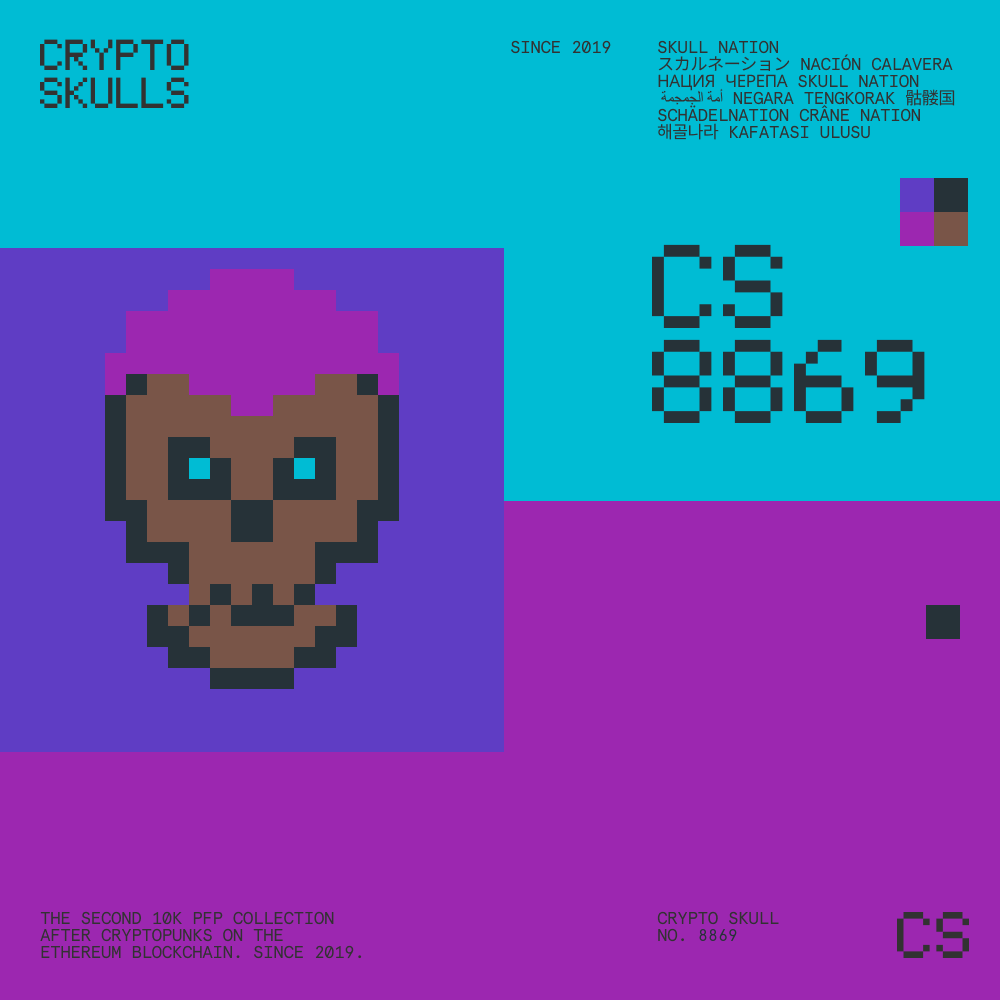 CRYPTO
SKULLS
SINCE 2019
SKULL NATION
スカルネーション NACIÓN CALAVERA
НАЦИЯ ЧЕРЕПА SKULL NATION
أمة الجمجمة NEGARA TENGKORAK 骷髅国
SCHÄDELNATION CRÂNE NATION
해골나라 KAFATASI ULUSU
CS
8869
THE SECOND 10K PFP COLLECTION
AFTER CRYPTOPUNKS ON THE
ETHEREUM BLOCKCHAIN. SINCE 2019.
CRYPTO SKULL
NO. 8869
CS